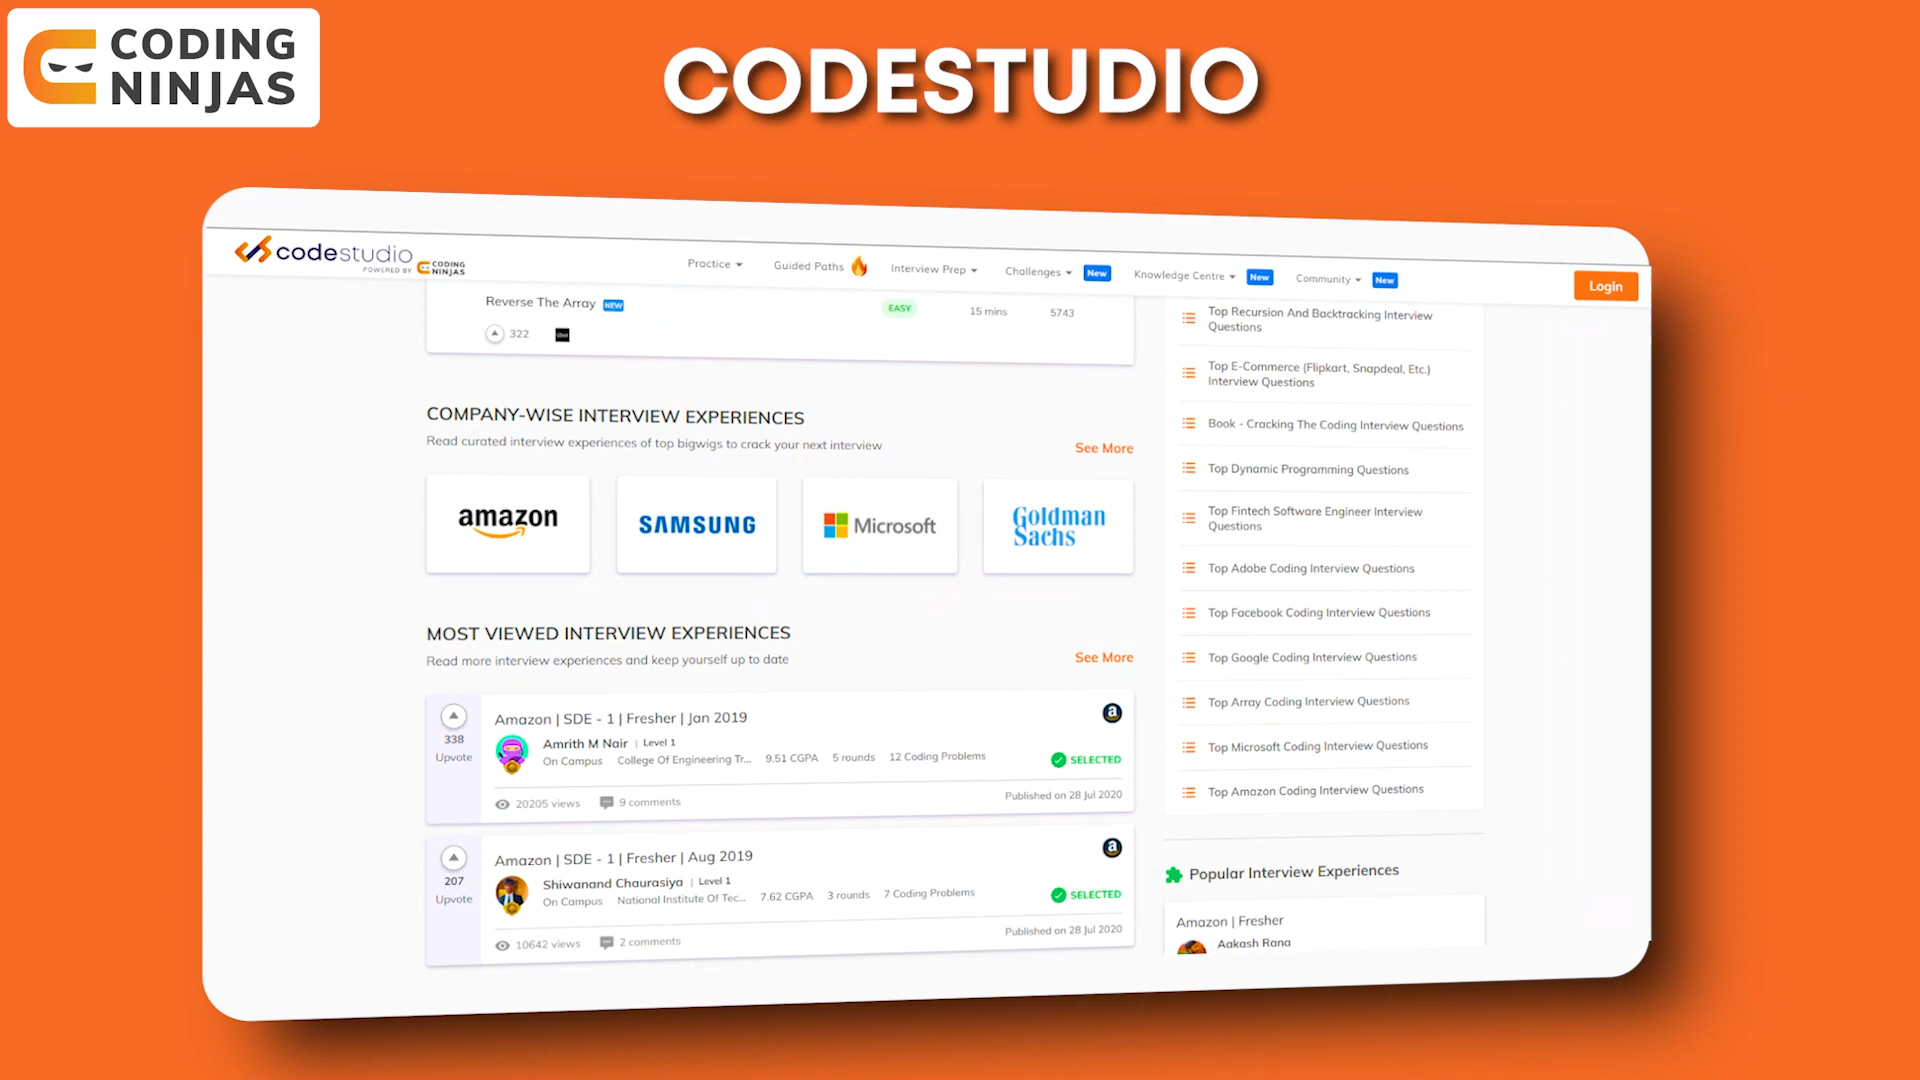 CODING
NINJAS
CODESTUDIO
codestudio
POWERED BY CODING NINJAS
Practice
Guided Paths
Interview Prep
Challenges New
Knowledge Centre New
Community New
Login
Reverse The Array NEW
EASY
15 mins
5743
322
COMPANY-WISE INTERVIEW EXPERIENCES
Read curated interview experiences of top bigwigs to crack your next interview
See More
amazon
SAMSUNG
Microsoft
Goldman
Sachs
MOST VIEWED INTERVIEW EXPERIENCES
Read more interview experiences and keep yourself up to date
See More
338
Upvote
Amazon | SDE - 1 | Fresher | Jan 2019
Amrith M Nair | Level 1
On Campus College Of Engineering Tr... 9.51 CGPA 5 rounds 12 Coding Problems
SELECTED
20205 views 9 comments
Published on 28 Jul 2020
207
Upvote
Amazon | SDE - 1 | Fresher | Aug 2019
Shiwanand Chaurasiya | Level 1
On Campus National Institute Of Tec... 7.62 CGPA 3 rounds 7 Coding Problems
SELECTED
10642 views 2 comments
Published on 28 Jul 2020
Top Recursion And Backtracking Interview
Questions
Top E-Commerce (Flipkart, Snapdeal, Etc.)
Interview Questions
Book - Cracking The Coding Interview Questions
Top Dynamic Programming Questions
Top Fintech Software Engineer Interview
Questions
Top Adobe Coding Interview Questions
Top Facebook Coding Interview Questions
Top Google Coding Interview Questions
Top Array Coding Interview Questions
Top Microsoft Coding Interview Questions
Top Amazon Coding Interview Questions
Popular Interview Experiences
Amazon | Fresher
Aakash Rana